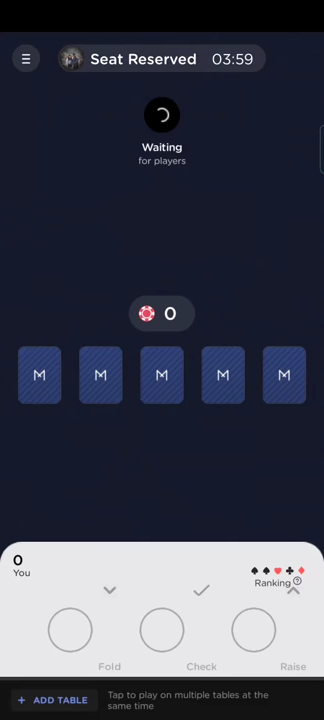 Seat Reserved 03:59
Waiting
for players
0
M M M M M
0
You
Ranking
Fold Check Raise
+ ADD TABLE
Tap to play on multiple tables at the
same time